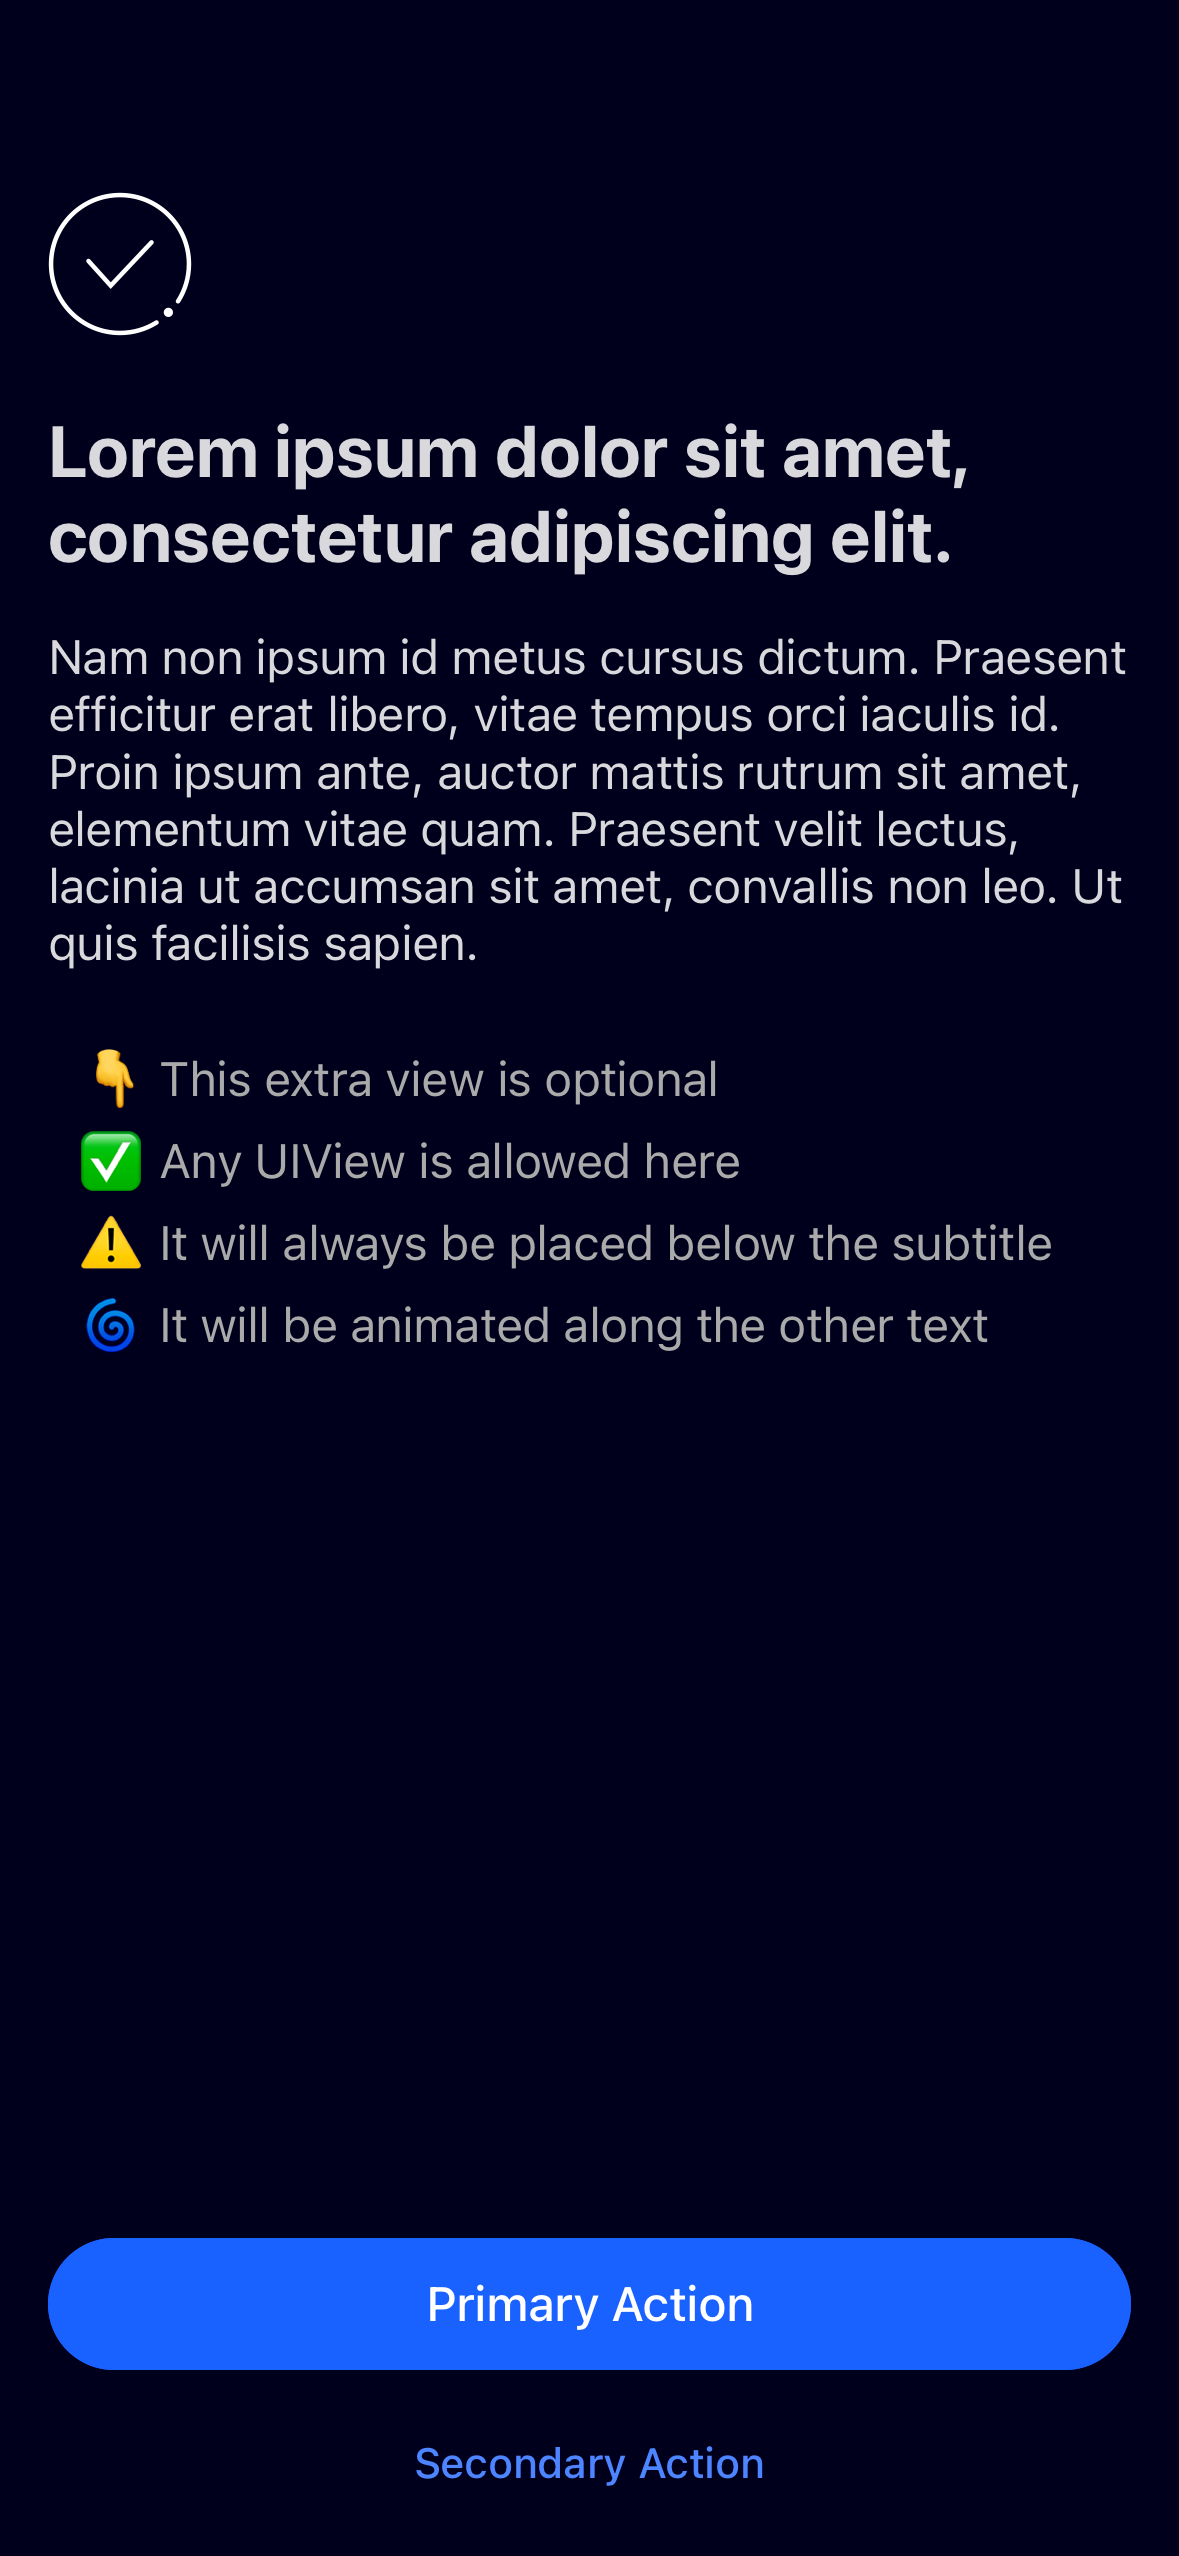 Lorem ipsum dolor sit amet,
consectetur adipiscing elit.
Nam non ipsum id metus cursus dictum. Praesent
efficitur erat libero, vitae tempus orci iaculis id.
Proin ipsum ante, auctor mattis rutrum sit amet,
elementum vitae quam. Praesent velit lectus,
lacinia ut accumsan sit amet, convallis non leo. Ut
quis facilisis sapien.
👇 This extra view is optional
✅ Any UIView is allowed here
⚠️ It will always be placed below the subtitle
🌀 It will be animated along the other text
Primary Action
Secondary Action